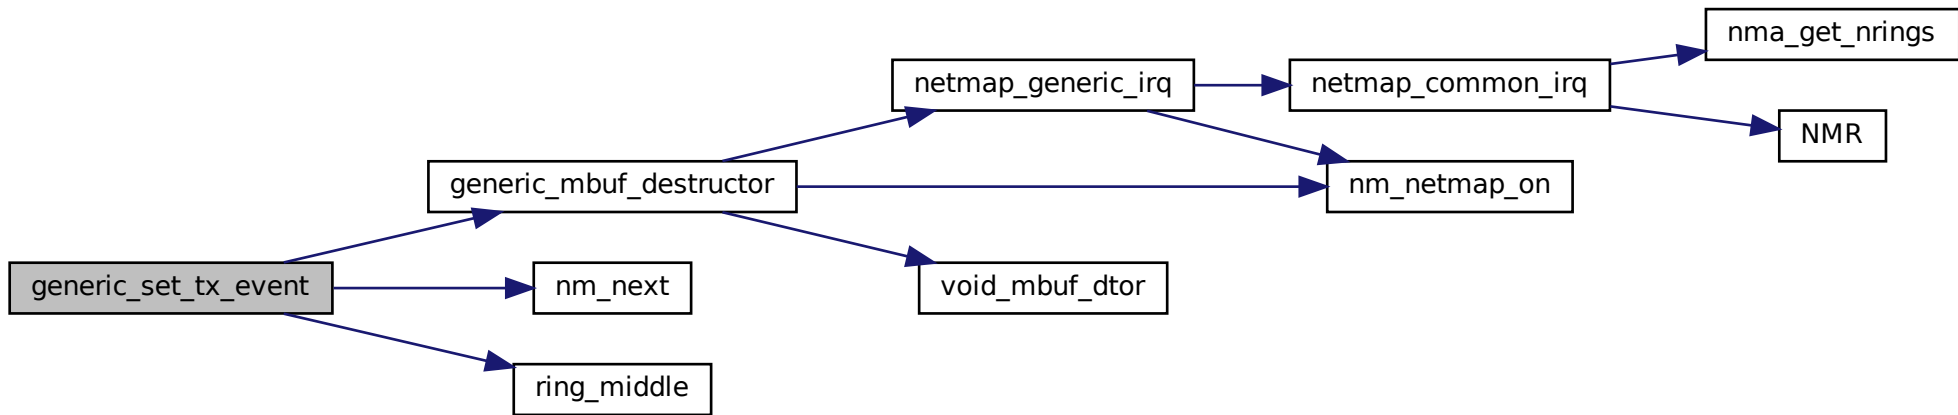 nma_get_nrings
netmap_generic_irq
netmap_common_irq
NMR
generic_mbuf_destructor
nm_netmap_on
generic_set_tx_event
nm_next
void_mbuf_dtor
ring_middle